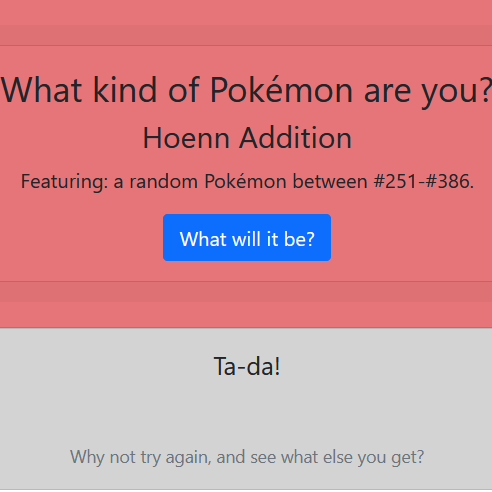 What kind of Pokémon are you?
Hoenn Addition
Featuring: a random Pokémon between #251-#386.
What will it be?
Ta-da!
Why not try again, and see what else you get?